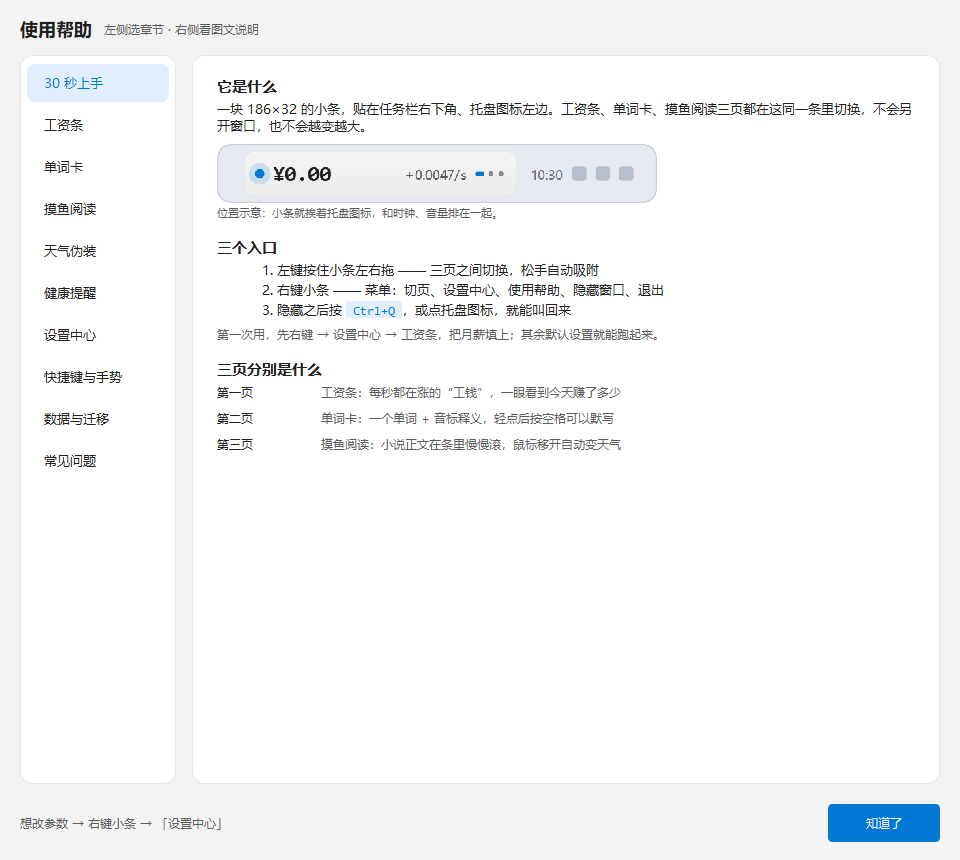 使用帮助 左侧选章节 · 右侧看图文说明
30 秒上手
工资条
单词卡
摸鱼阅读
天气伪装
健康提醒
设置中心
快捷键与手势
数据与迁移
常见问题
它是什么
一块 186×32 的小条，贴在任务栏右下角、托盘图标左边。工资条、单词卡、摸鱼阅读三页都在这同一条里切换，不会另
开窗口，也不会越变越大。
¥0.00 +0.0047/s 10:30
位置示意：小条就挨着托盘图标，和时钟、音量排在一起。
三个入口
1. 左键按住小条左右拖 —— 三页之间切换，松手自动吸附
2. 右键小条 —— 菜单：切页、设置中心、使用帮助、隐藏窗口、退出
3. 隐藏之后按 Ctrl+Q ，或点托盘图标，就能叫回来
第一次用，先右键 → 设置中心 → 工资条，把月薪填上；其余默认设置就能跑起来。
三页分别是什么
第一页 工资条：每秒都在涨的“工钱”，一眼看到今天赚了多少
第二页 单词卡：一个单词 + 音标释义，轻点后按空格可以默写
第三页 摸鱼阅读：小说正文在条里慢慢滚，鼠标移开自动变天气
想改参数 → 右键小条 → 「设置中心」
知道了